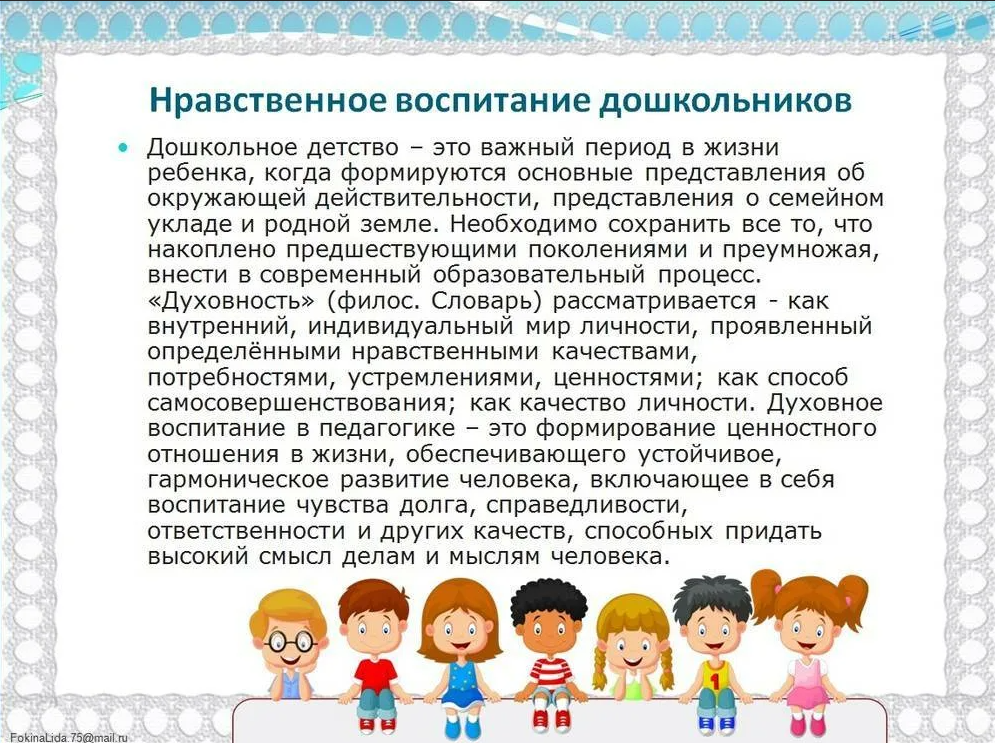 Нравственное воспитание дошкольников
• Дошкольное детство – это важный период в жизни
ребенка, когда формируются основные представления об
окружающей действительности, представления о семейном
укладе и родной земле. Необходимо сохранить все то, что
накоплено предшествующими поколениями и преумножая,
внести в современный образовательный процесс.
«Духовность» (филос. Словарь) рассматривается - как
внутренний, индивидуальный мир личности, проявленный
определёнными нравственными качествами,
потребностями, устремлениями, ценностями; как способ
самосовершенствования; как качество личности. Духовное
воспитание в педагогике – это формирование ценностного
отношения в жизни, обеспечивающего устойчивое,
гармоническое развитие человека, включающее в себя
воспитание чувства долга, справедливости,
ответственности и других качеств, способных придать
высокий смысл делам и мыслям человека.
1
FokinaLida.75@mail.ru